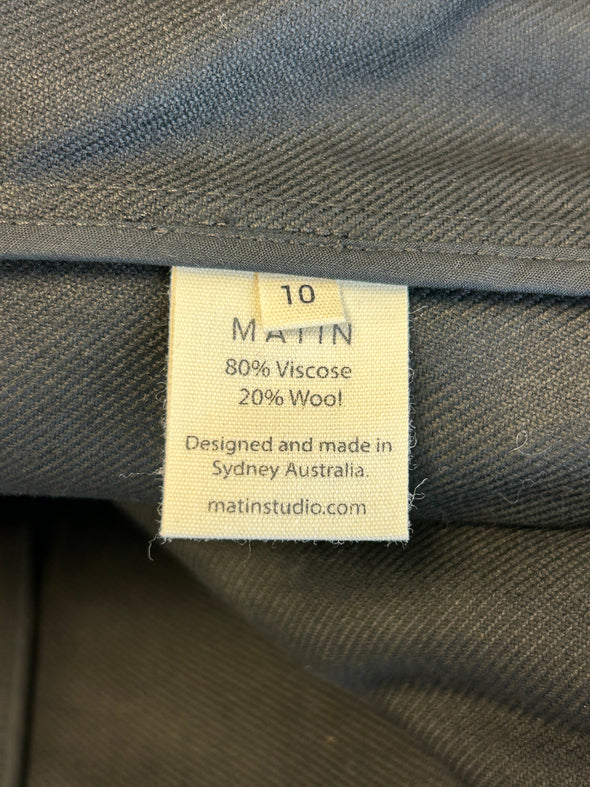 10
MATIN
80% Viscose
20% Wool
Designed and made in
Sydney Australia.
matinstudio.com